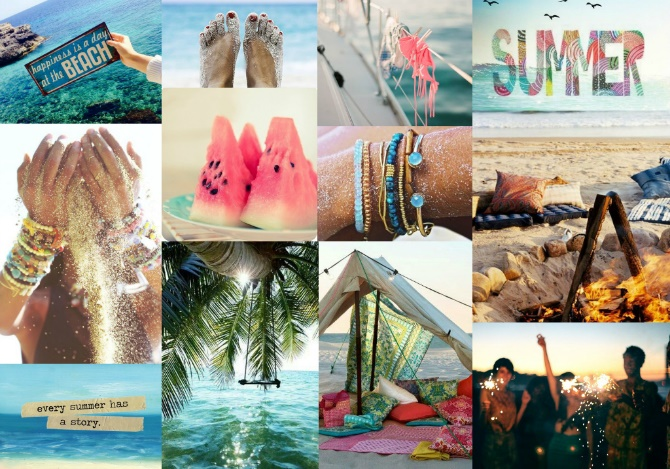 happiness is a day
at the BEACH
SUMMER
every summer has
a story.